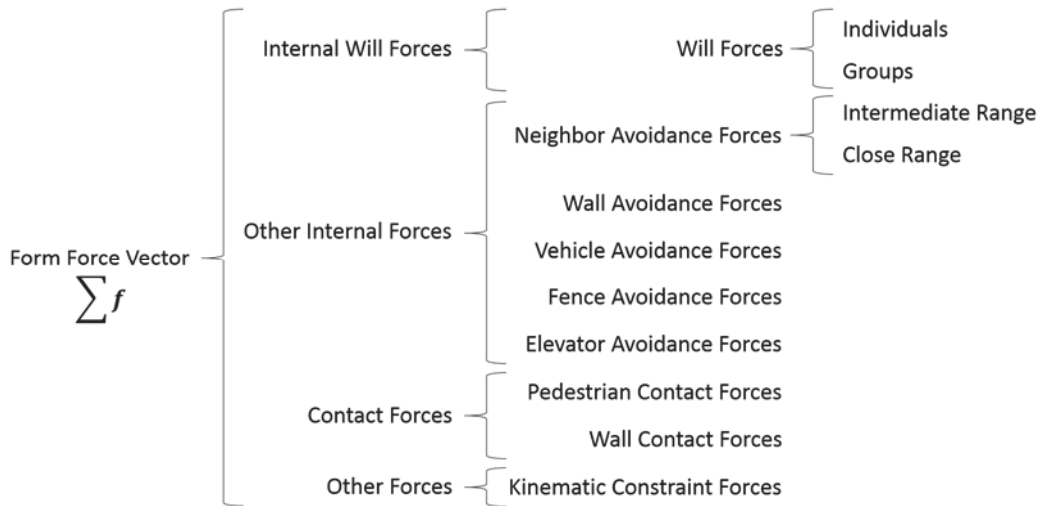 Form Force Vector
∑f
Internal Will Forces
Will Forces
Individuals
Groups
Other Internal Forces
Neighbor Avoidance Forces
Intermediate Range
Close Range
Wall Avoidance Forces
Vehicle Avoidance Forces
Fence Avoidance Forces
Elevator Avoidance Forces
Contact Forces
Pedestrian Contact Forces
Wall Contact Forces
Other Forces
Kinematic Constraint Forces